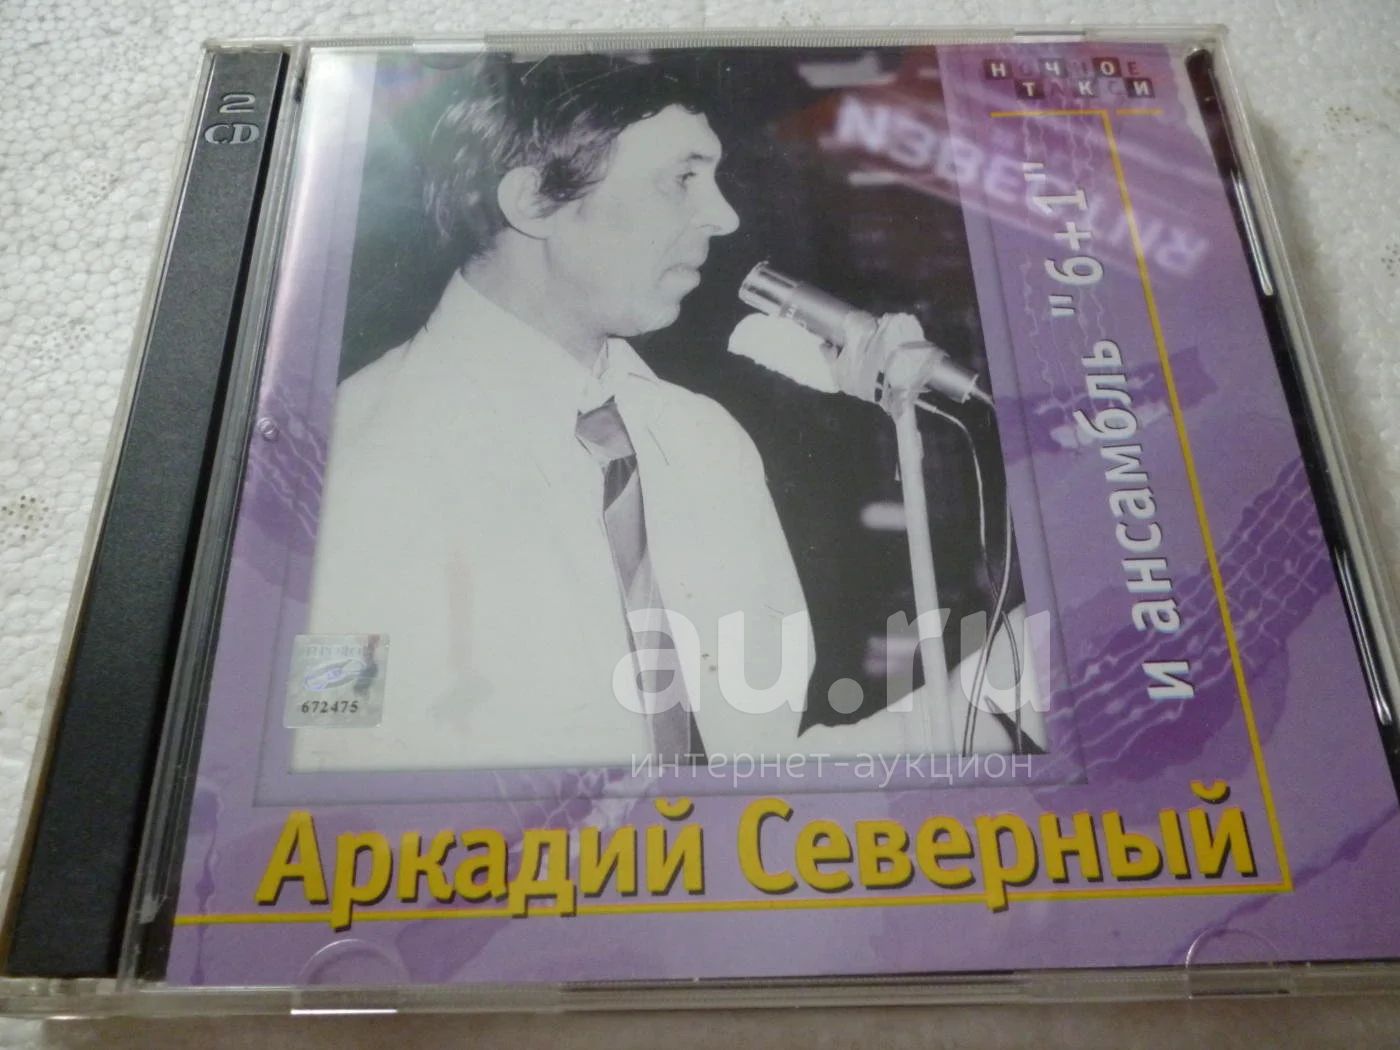 2
CD
НОЧНОЕ
ТАКСИ
и ансамбль "6+1"
672475
au.ru
интернет-аукцион
Аркадий Северный